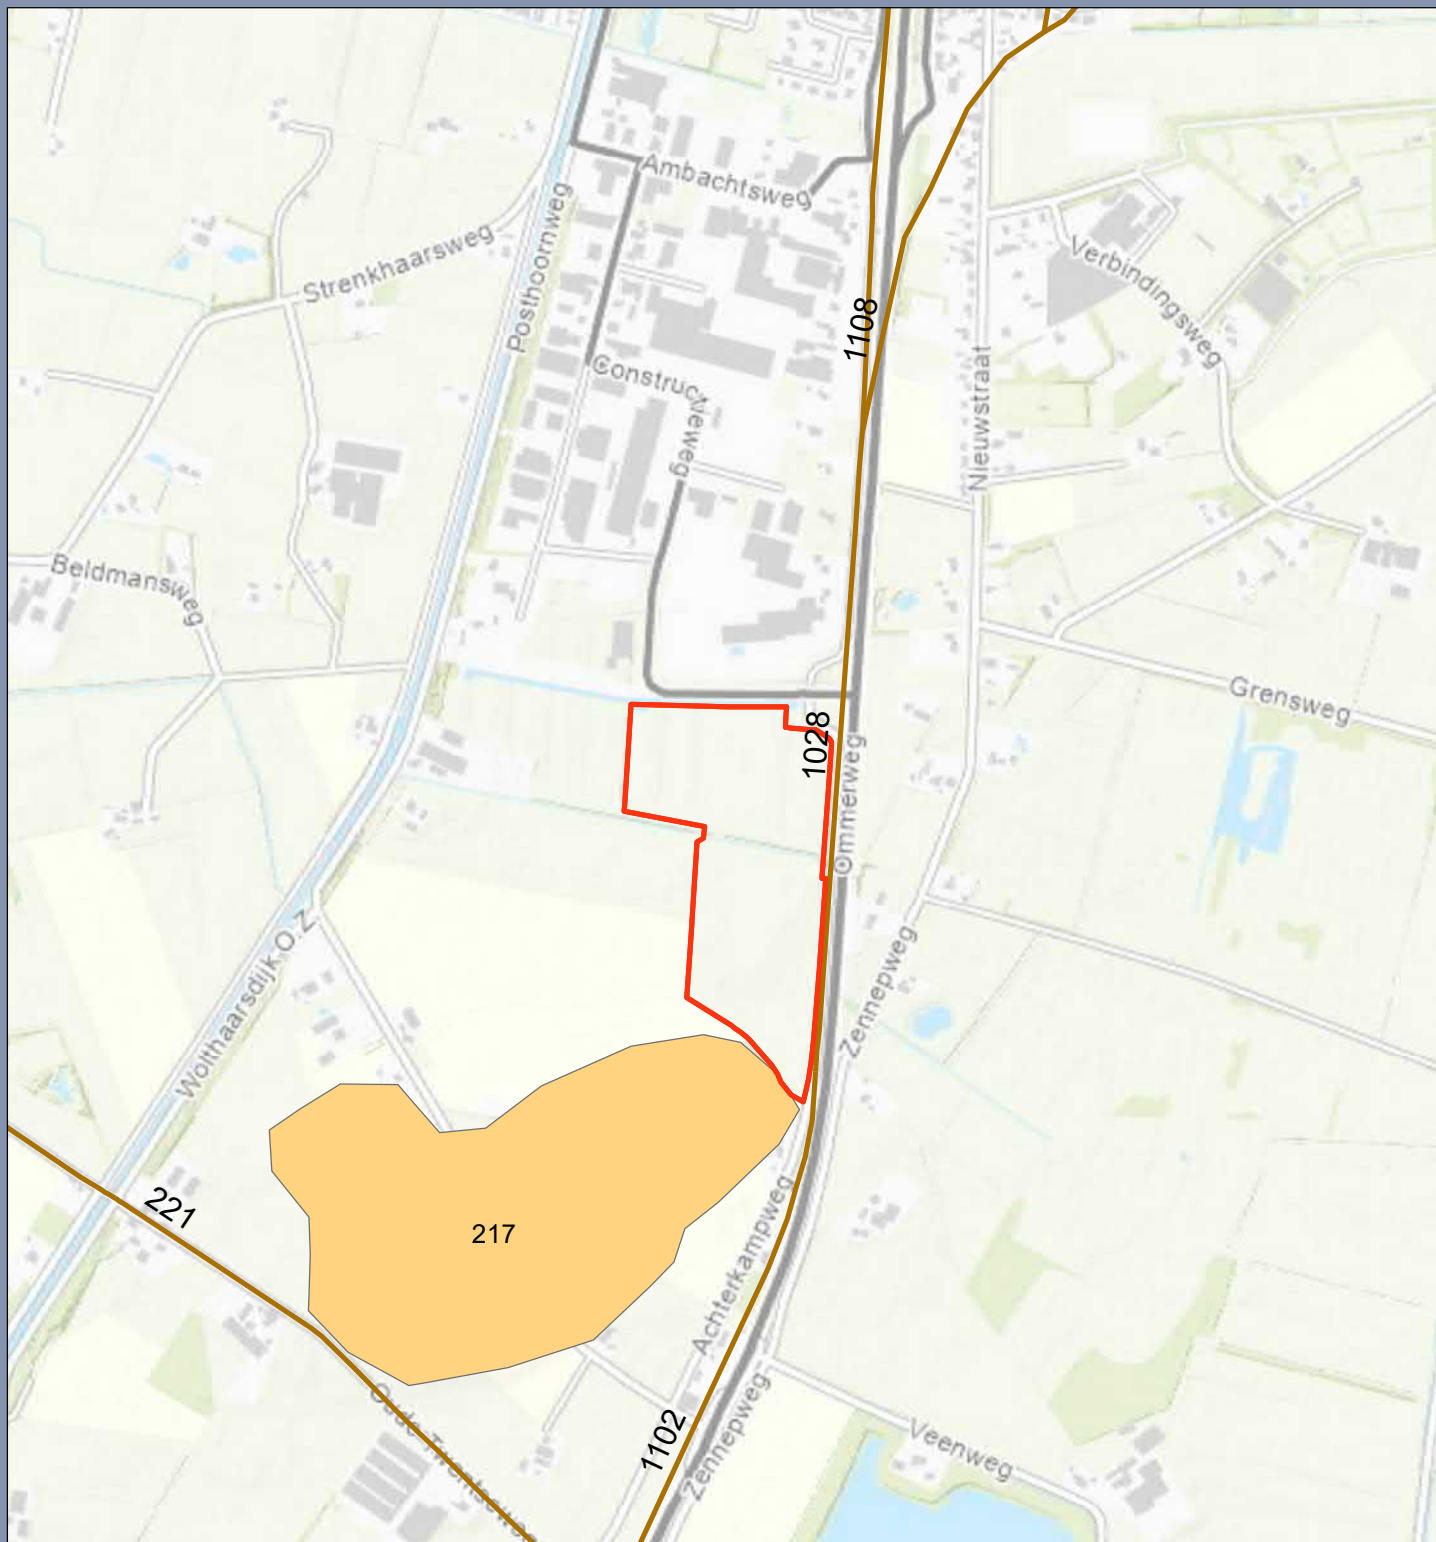 Ambachtsweg
Posthoornweg
Strenkhaarsweg
Verbindingsweg
1108
Nieuwstraat
Constructieweg
Beldmansweg
Grensweg
1028
Ommerweg
Wolthaarsdijk O.Z
Zennepweg
221
217
Achterkampweg
Oude Twentseweg
1102
Zennepweg
Veenweg